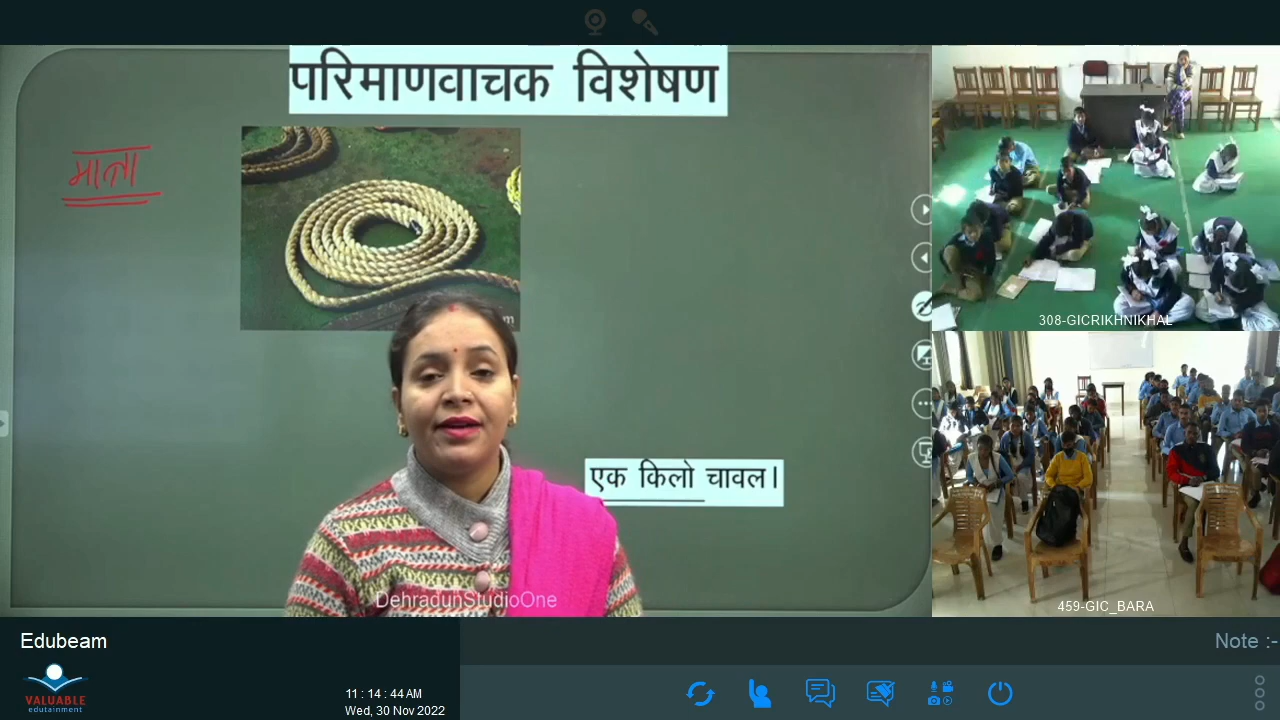 परिमाणवाचक विशेषण
मात्रा
एक किलो चावल।
DehradunStudioOne
308-GICRIKHNIKHAL
459-GIC_BARA
Edubeam
Note :-
VALUABLE
edutainment
11 : 14 : 44 AM
Wed, 30 Nov 2022